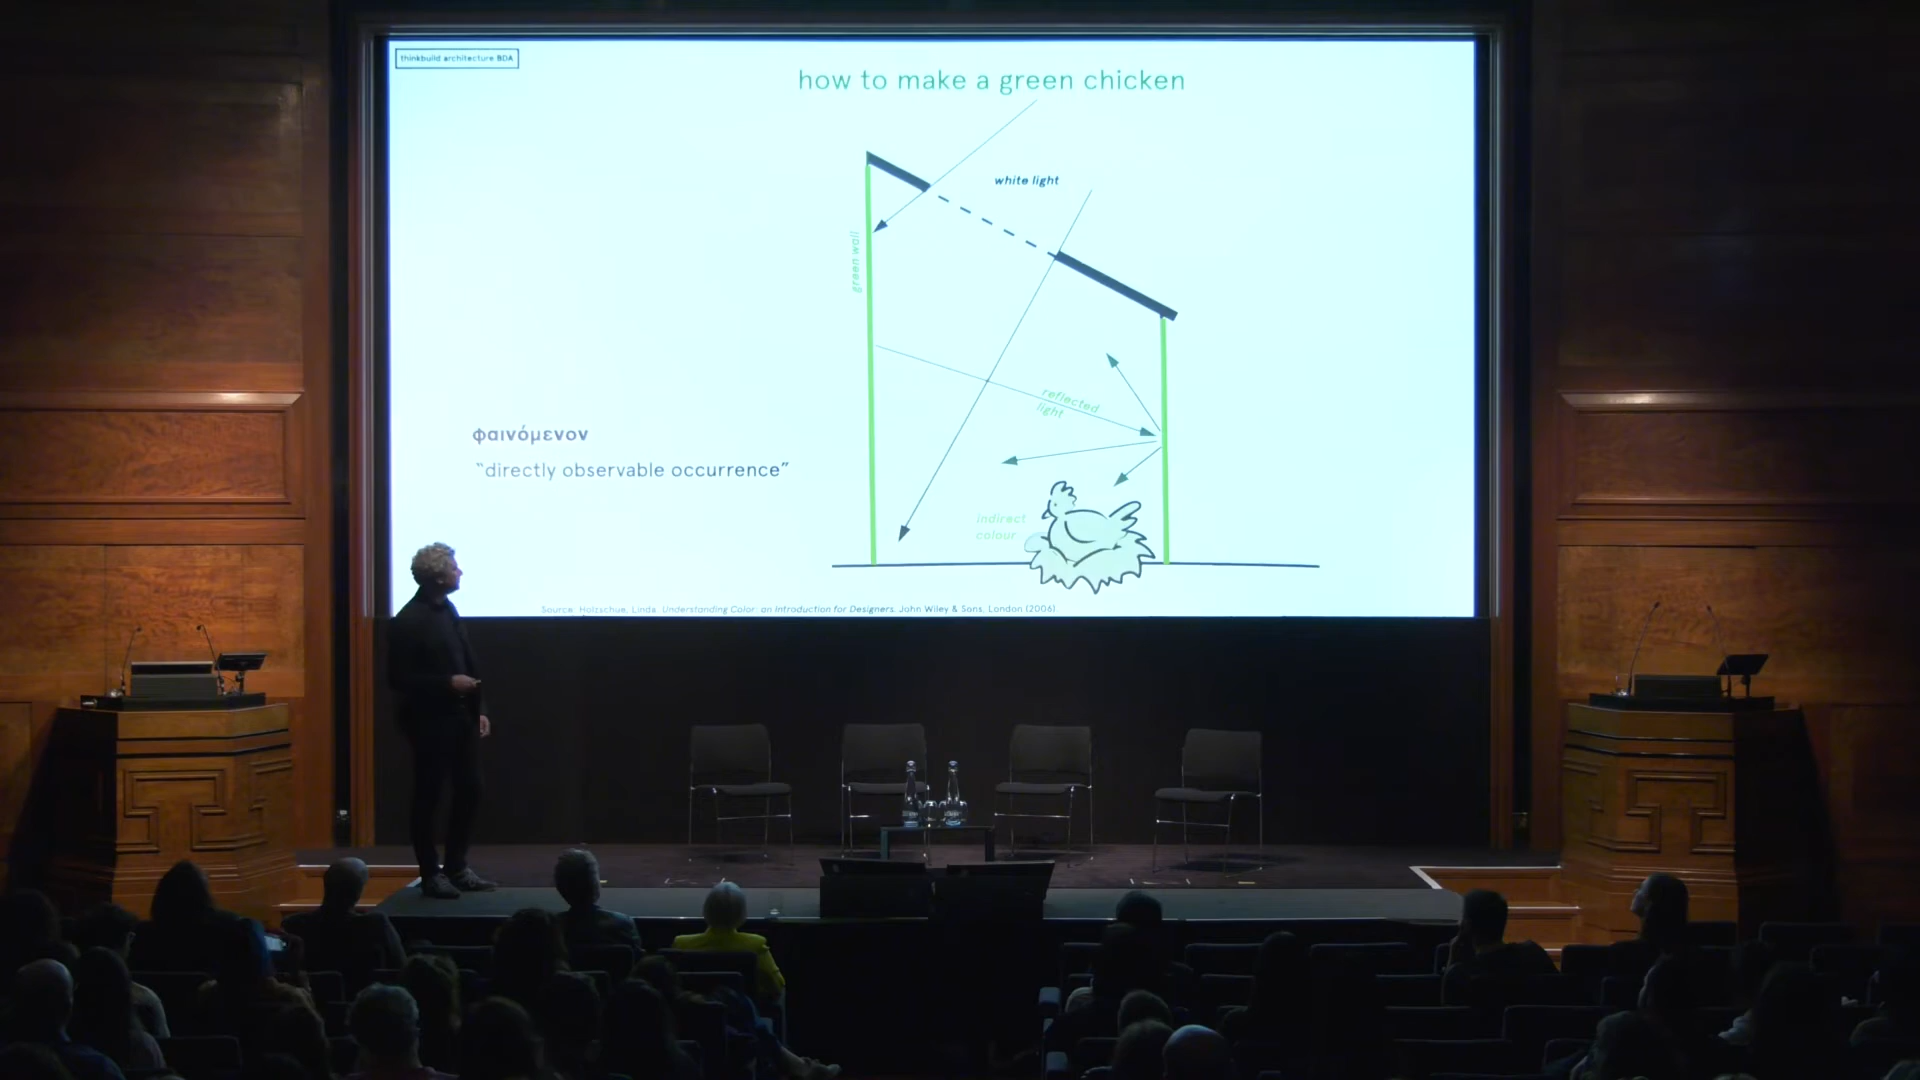 thinkbuild architecture BDA
how to make a green chicken
white light
green wall
reflected
light
φαινόμενον
"directly observable occurrence"
indirect
colour
Source: Holzschue, Linda. Understanding Color: an Introduction for Designers. John Wiley & Sons, London (2006).